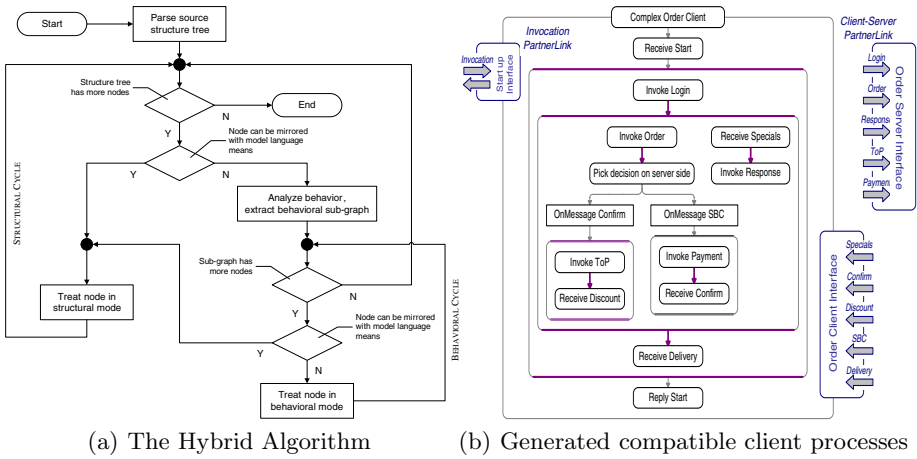 Start
Parse source
structure tree
Structure tree
has more nodes
End
Y
N
Node can be mirrored
with model language
means
Y
N
Analyze behavior,
extract behavioral sub-graph
STRUCTURAL CYCLE
Sub-graph has
more nodes
N
Treat node in
structural mode
Y
Node can be mirrored
with model language
means
Y
N
BEHAVIORAL CYCLE
Treat node in
behavioral mode
(a) The Hybrid Algorithm
Invocation
PartnerLink
Complex Order Client
Client-Server
PartnerLink
Receive Start
Invocation
Start up
Interface
Invoke Login
Login
Order
Response
ToP
Payment
Order Server Interface
Invoke Order
Receive Specials
Pick decision on server side
Invoke Response
OnMessage Confirm
OnMessage SBC
Invoke ToP
Invoke Payment
Receive Discount
Receive Confirm
Order Client Interface
Specials
Confirm
Discount
SBC
Delivery
Receive Delivery
Reply Start
(b) Generated compatible client processes